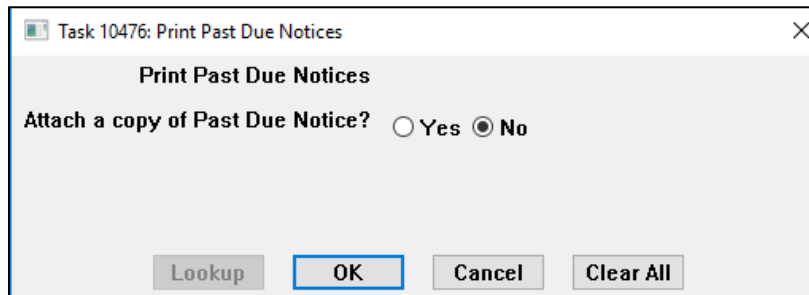 Task 10476: Print Past Due Notices
Print Past Due Notices
Attach a copy of Past Due Notice? Yes No
Lookup OK Cancel Clear All